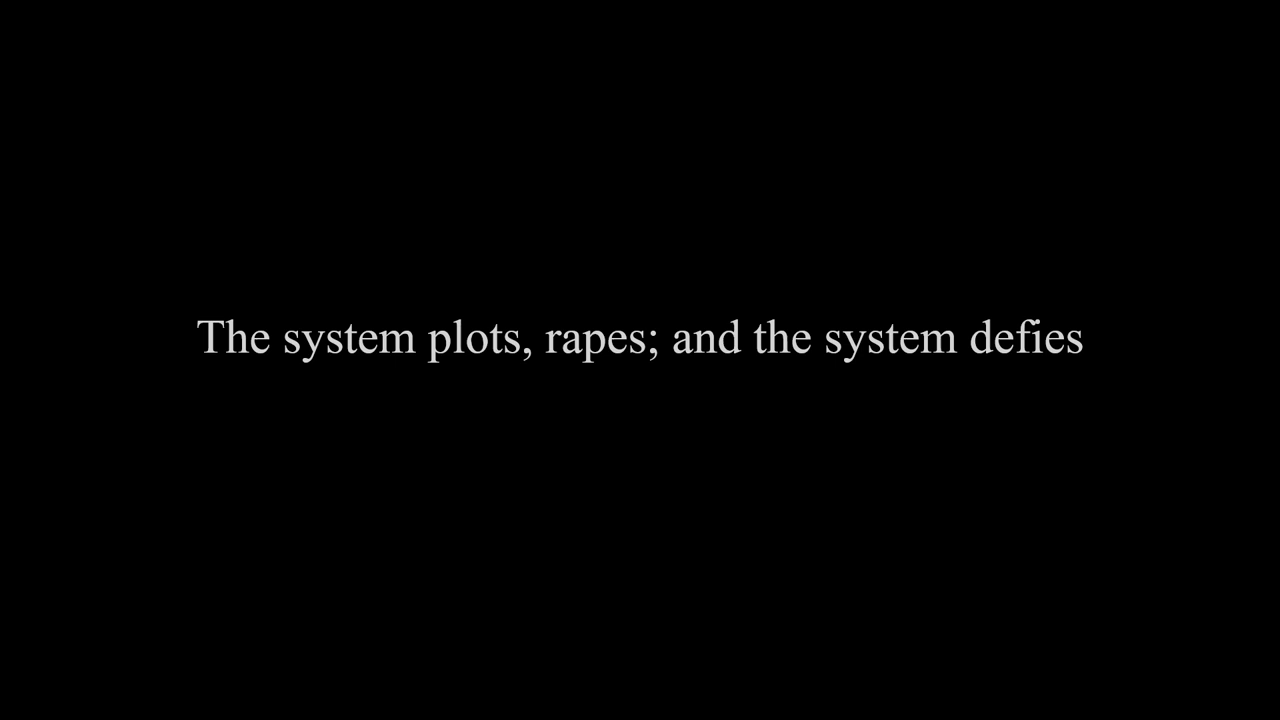 The system plots, rapes; and the system defies